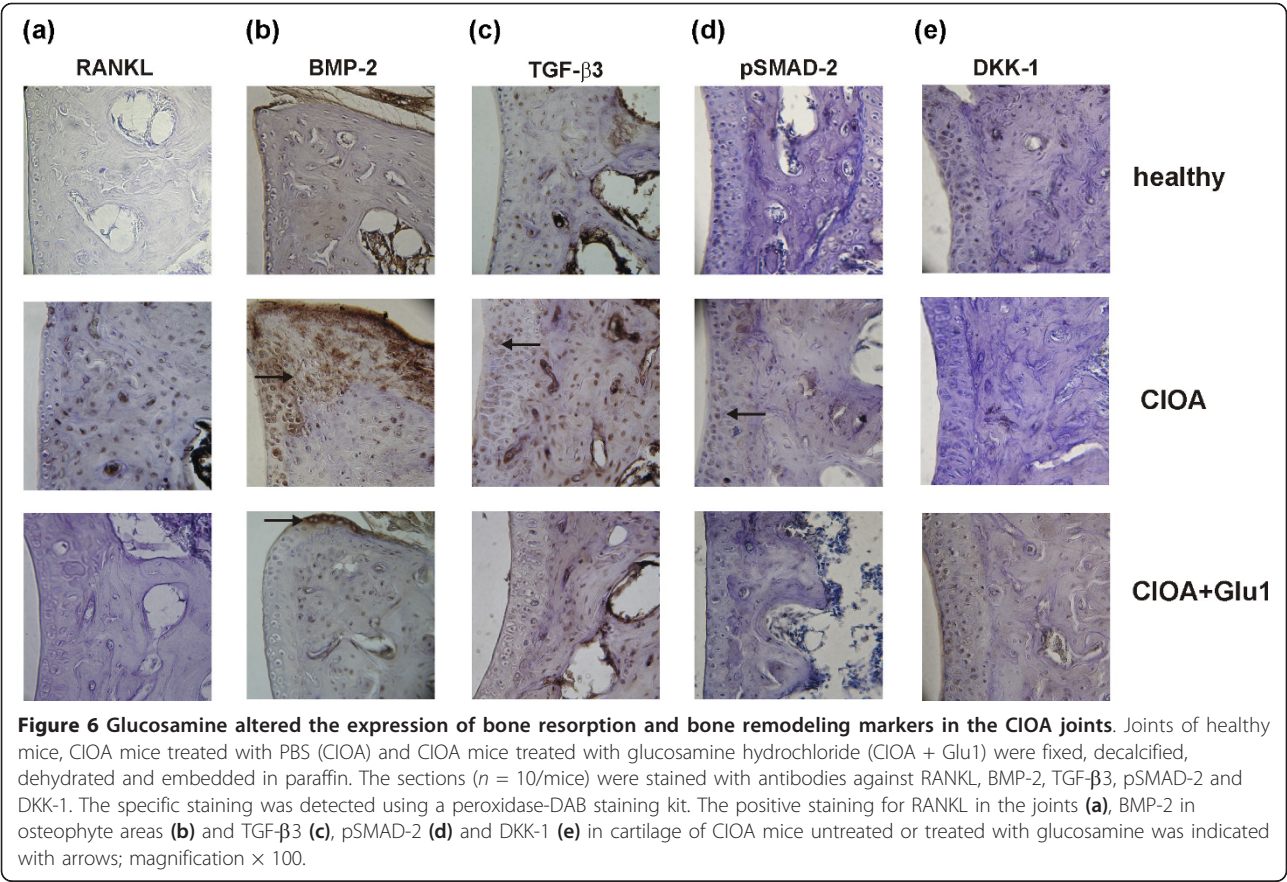 (a) (b) (c) (d) (e)
RANKL BMP-2 TGF-β3 pSMAD-2 DKK-1
healthy
CIOA
CIOA+Glu1
Figure 6 Glucosamine altered the expression of bone resorption and bone remodeling markers in the CIOA joints. Joints of healthy
mice, CIOA mice treated with PBS (CIOA) and CIOA mice treated with glucosamine hydrochloride (CIOA + Glu1) were fixed, decalcified,
dehydrated and embedded in paraffin. The sections (n = 10/mice) were stained with antibodies against RANKL, BMP-2, TGF-β3, pSMAD-2 and
DKK-1. The specific staining was detected using a peroxidase-DAB staining kit. The positive staining for RANKL in the joints (a), BMP-2 in
osteophyte areas (b) and TGF-β3 (c), pSMAD-2 (d) and DKK-1 (e) in cartilage of CIOA mice untreated or treated with glucosamine was indicated
with arrows; magnification × 100.